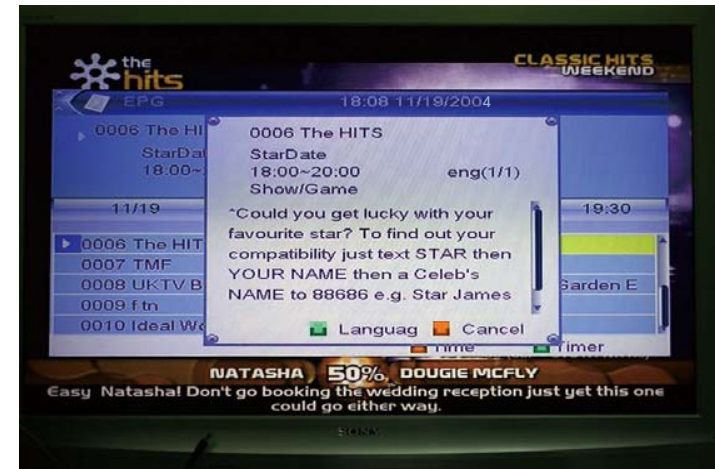 the
hits
CLASSIC HITS
WEEKEND
EPG 18:08 11/19/2004
0006 The HI
StarDat
18:00~
0006 The HITS
StarDate
18:00~20:00 eng(1/1)
Show/Game
"Could you get lucky with your
favourite star? To find out your
compatibility just text STAR then
YOUR NAME then a Celeb's
NAME to 88686 e.g. Star James
Languag Cancel
11/19 19:30
0006 The HIT
0007 TMF
0008 UKTV B Garden E
0009 f tn
0010 Ideal Wo
Time Timer
NATASHA 50% DOUGIE MCFLY
Easy Natasha! Don't go booking the wedding reception just yet this one
could go either way.
SONY